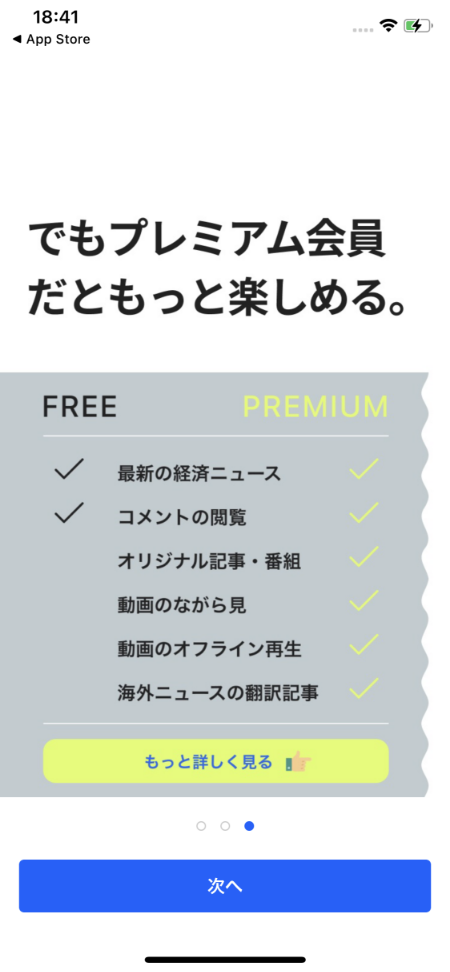 18:41
◀ App Store
でもプレミアム会員
だともっと楽しめる。
FREE PREMIUM
最新の経済ニュース
コメントの閲覧
オリジナル記事・番組
動画のながら見
動画のオフライン再生
海外ニュースの翻訳記事
もっと詳しく見る
次へ